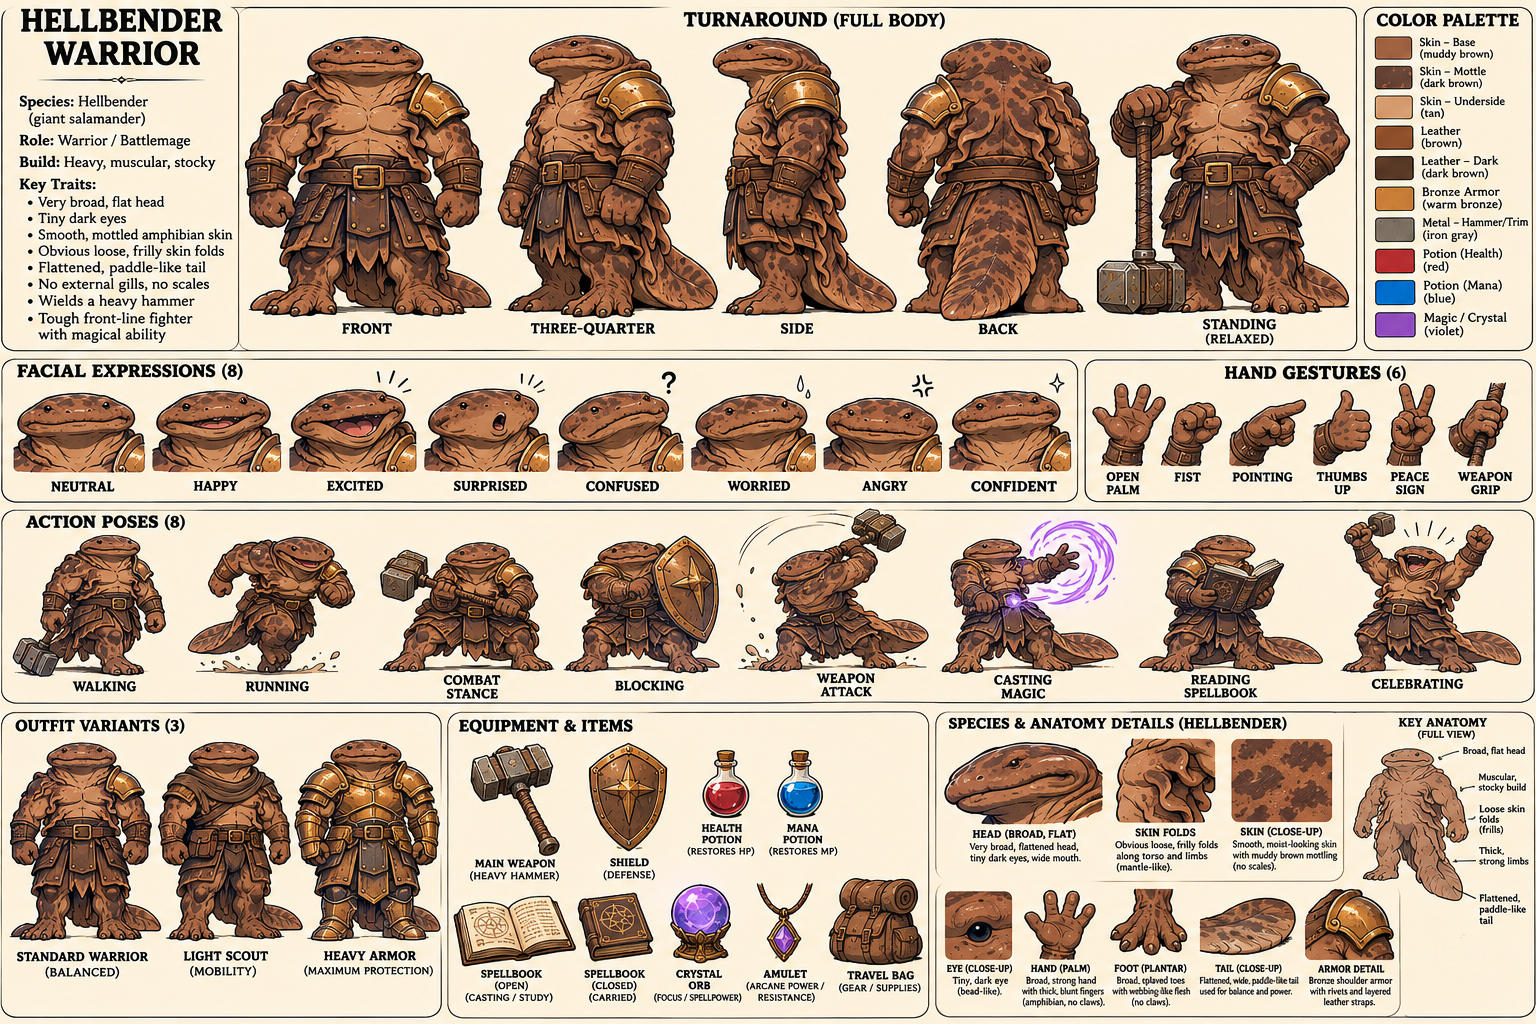 HELLBENDER
WARRIOR
Species: Hellbender
(giant salamander)
Role: Warrior / Battlemage
Build: Heavy, muscular, stocky
Key Traits:
• Very broad, flat head
• Tiny dark eyes
• Smooth, mottled amphibian skin
• Obvious loose, frilly skin folds
• Flattened, paddle-like tail
• No external gills, no scales
• Wields a heavy hammer
• Tough front-line fighter
with magical ability
TURNAROUND (FULL BODY)
FRONT
THREE-QUARTER
SIDE
BACK
STANDING
(RELAXED)
COLOR PALETTE
Skin – Base
(muddy brown)
Skin – Mottle
(dark brown)
Skin – Underside
(tan)
Leather
(brown)
Leather – Dark
(dark brown)
Bronze Armor
(warm bronze)
Metal – Hammer/Trim
(iron gray)
Potion (Health)
(red)
Potion (Mana)
(blue)
Magic / Crystal
(violet)
FACIAL EXPRESSIONS (8)
?
NEUTRAL
HAPPY
EXCITED
SURPRISED
CONFUSED
WORRIED
ANGRY
CONFIDENT
HAND GESTURES (6)
OPEN
PALM
FIST
POINTING
THUMBS
UP
PEACE
SIGN
WEAPON
GRIP
ACTION POSES (8)
WALKING
RUNNING
COMBAT
STANCE
BLOCKING
WEAPON
ATTACK
CASTING
MAGIC
READING
SPELLBOOK
CELEBRATING
OUTFIT VARIANTS (3)
STANDARD WARRIOR
(BALANCED)
LIGHT SCOUT
(MOBILITY)
HEAVY ARMOR
(MAXIMUM PROTECTION)
EQUIPMENT & ITEMS
MAIN WEAPON
(HEAVY HAMMER)
SHIELD
(DEFENSE)
HEALTH
POTION
(RESTORES HP)
MANA
POTION
(RESTORES MP)
SPELLBOOK
(OPEN)
(CASTING / STUDY)
SPELLBOOK
(CLOSED)
(CARRIED)
CRYSTAL
ORB
(FOCUS / SPELLPOWER)
AMULET
(ARCANE POWER /
RESISTANCE)
TRAVEL BAG
(GEAR / SUPPLIES)
SPECIES & ANATOMY DETAILS (HELLBENDER)
HEAD (BROAD, FLAT)
Very broad, flattened head,
tiny dark eyes, wide mouth.
SKIN FOLDS
Obvious loose, frilly folds
along torso and limbs
(mantle-like).
SKIN (CLOSE-UP)
Smooth, moist-looking skin
with muddy brown mottling
(no scales).
EYE (CLOSE-UP)
Tiny, dark eye
(bead-like).
HAND (PALM)
Broad, strong hand
with thick, blunt fingers
(amphibian, no claws).
FOOT (PLANTAR)
Broad, toes
with webbing-like flesh
(no claws).
TAIL (CLOSE-UP)
Flattened, wide, paddle-like tail
used for balance and power.
ARMOR DETAIL
Bronze shoulder armor
with rivets and layered
leather straps.
KEY ANATOMY
(FULL VIEW)
Broad, flat head
Muscular,
stocky build
Loose skin
folds
(frills)
Thick,
strong limbs
Flattened,
paddle-like
tail